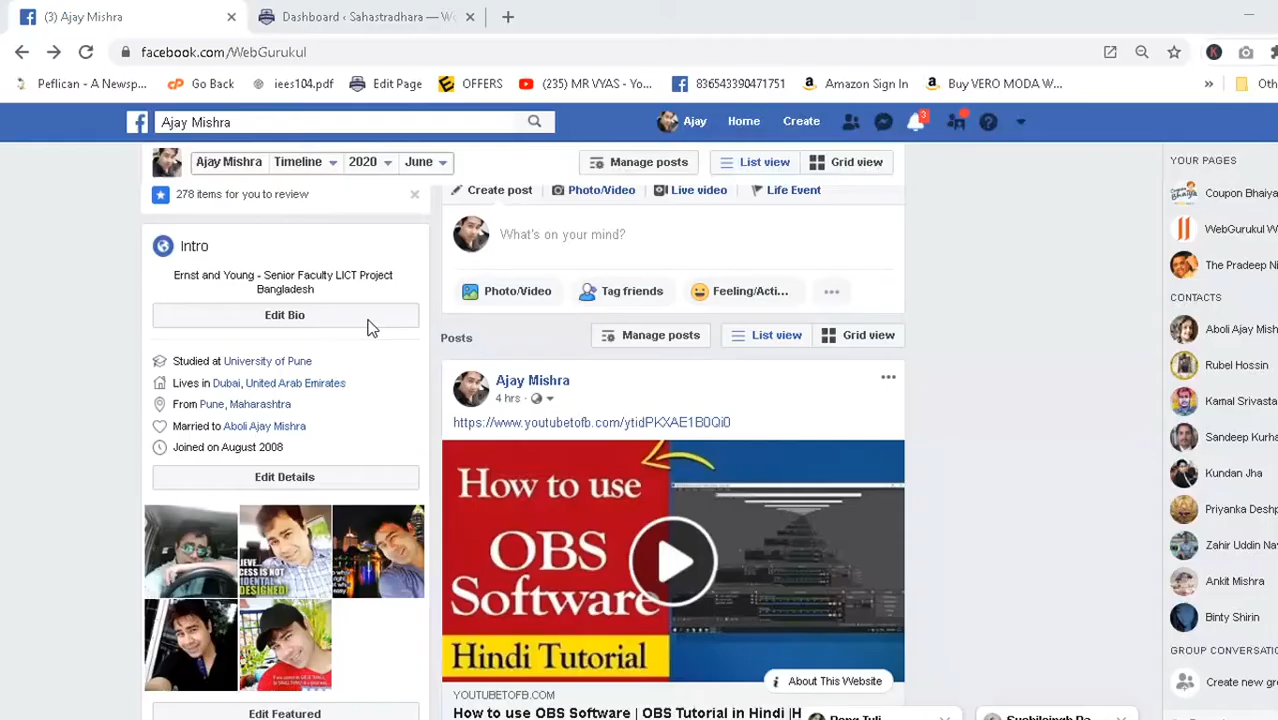 (3) Ajay Mishra
Dashboard ‹ Sahastradhara — Wo
facebook.com/WebGurukul
Peflican - A Newsp...
Go Back
iees104.pdf
Edit Page
OFFERS
(235) MR VYAS - Yo...
836543390471751
Amazon Sign In
Buy VERO MODA W...
»
Oth
Ajay Mishra
Ajay
Home
Create
3
Ajay Mishra
Timeline
2020
June
Manage posts
List view
Grid view
278 items for you to review
Create post
Photo/Video
Live video
Life Event
Intro
Ernst and Young - Senior Faculty LICT Project
Bangladesh
Edit Bio
Studied at University of Pune
Lives in Dubai, United Arab Emirates
From Pune, Maharashtra
Married to Aboli Ajay Mishra
Joined on August 2008
Edit Details
Edit Featured
What's on your mind?
Photo/Video
Tag friends
Feeling/Acti...
Posts
Manage posts
List view
Grid view
Ajay Mishra
4 hrs
https://www.youtubetofb.com/ytidPKXAE1B0Qi0
How to use
OBS
Software
Hindi Tutorial
About This Website
YOUTUBETOFB.COM
How to use OBS Software | OBS Tutorial in Hindi |H
YOUR PAGES
Coupon Bhaiya
WebGurukul W
The Pradeep Ni
CONTACTS
Aboli Ajay Mish
Rubel Hossin
Kamal Srivasta
Sandeep Kum
Kundan Jha
Priyanka Desh
Zahir Uddin Na
Ankit Mishra
Binty Shirin
GROUP CONVERSATI
Create new gr